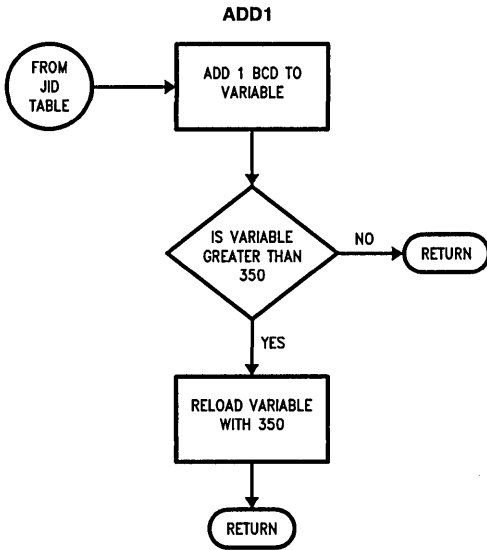 ADD1
FROM
JID
TABLE
ADD 1 BCD TO
VARIABLE
IS VARIABLE
GREATER THAN
350
NO
RETURN
YES
RELOAD VARIABLE
WITH 350
RETURN